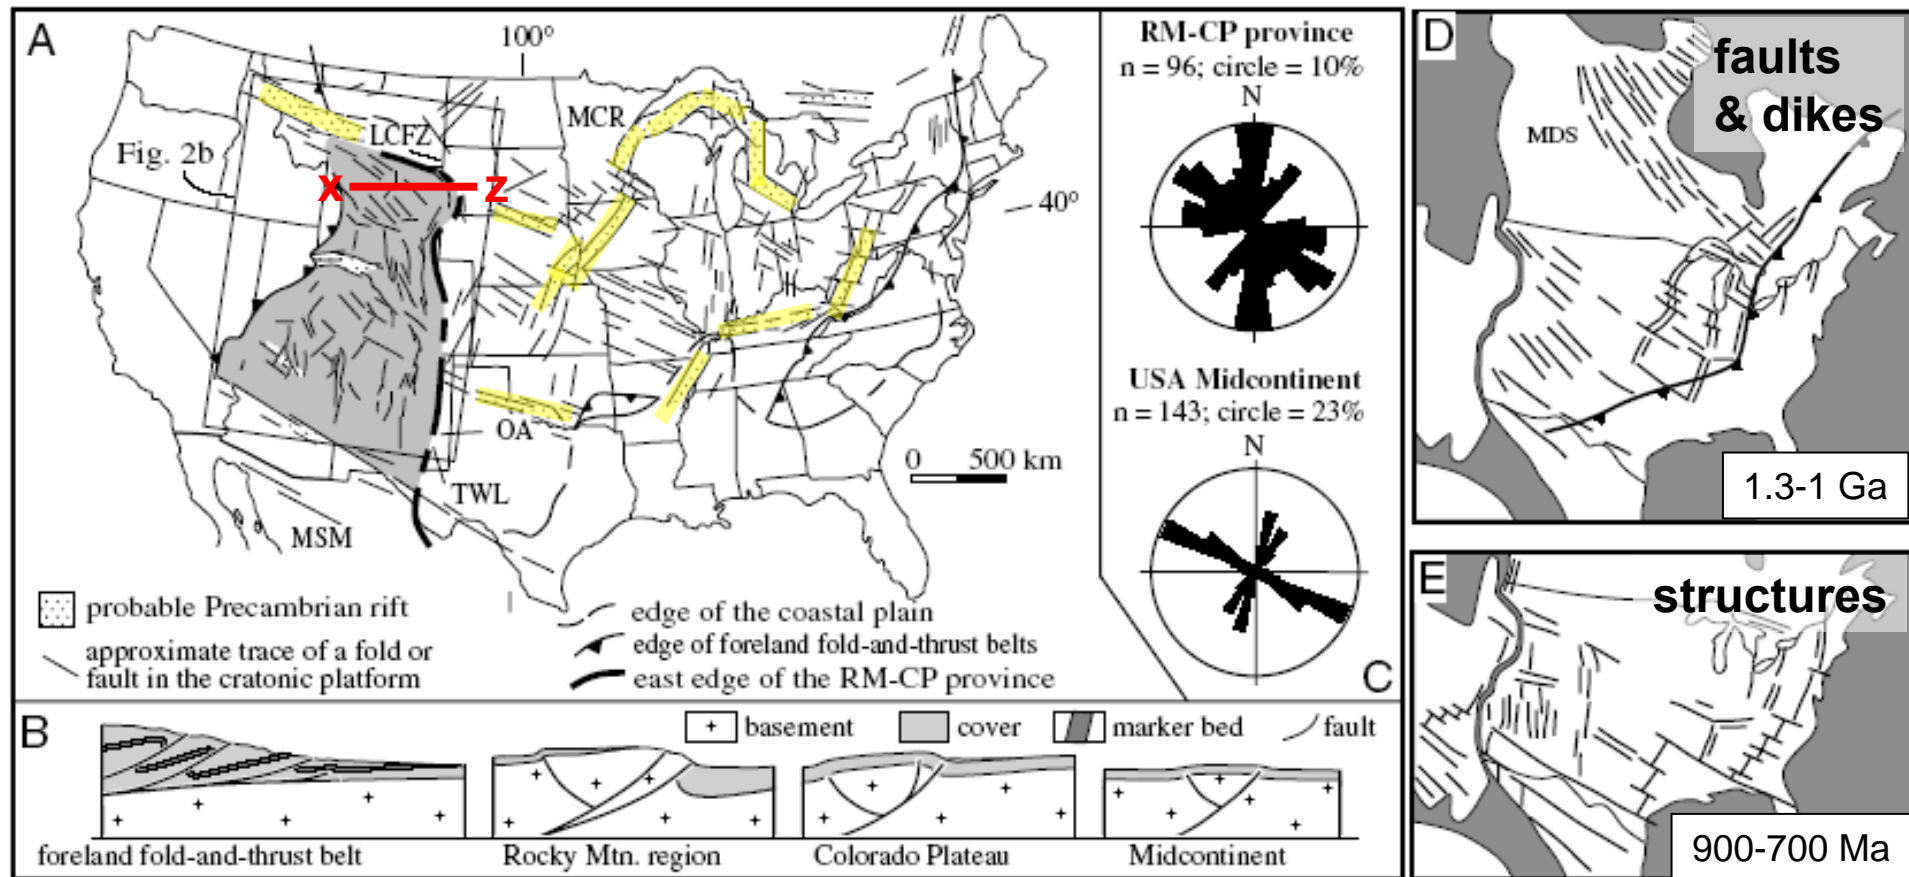 A
100°
MCR
LCFZ
Fig. 2b
X
Z
40°
OA
TWL
MSM
0 500 km
probable Precambrian rift
approximate trace of a fold or
fault in the cratonic platform
edge of the coastal plain
edge of foreland fold-and-thrust belts
east edge of the RM-CP province
RM-CP province
n = 96; circle = 10%
N
USA Midcontinent
n = 143; circle = 23%
N
C
B
basement
cover
marker bed
fault
foreland fold-and-thrust belt
Rocky Mtn. region
Colorado Plateau
Midcontinent
D
faults
& dikes
MDS
1.3-1 Ga
E
structures
900-700 Ma